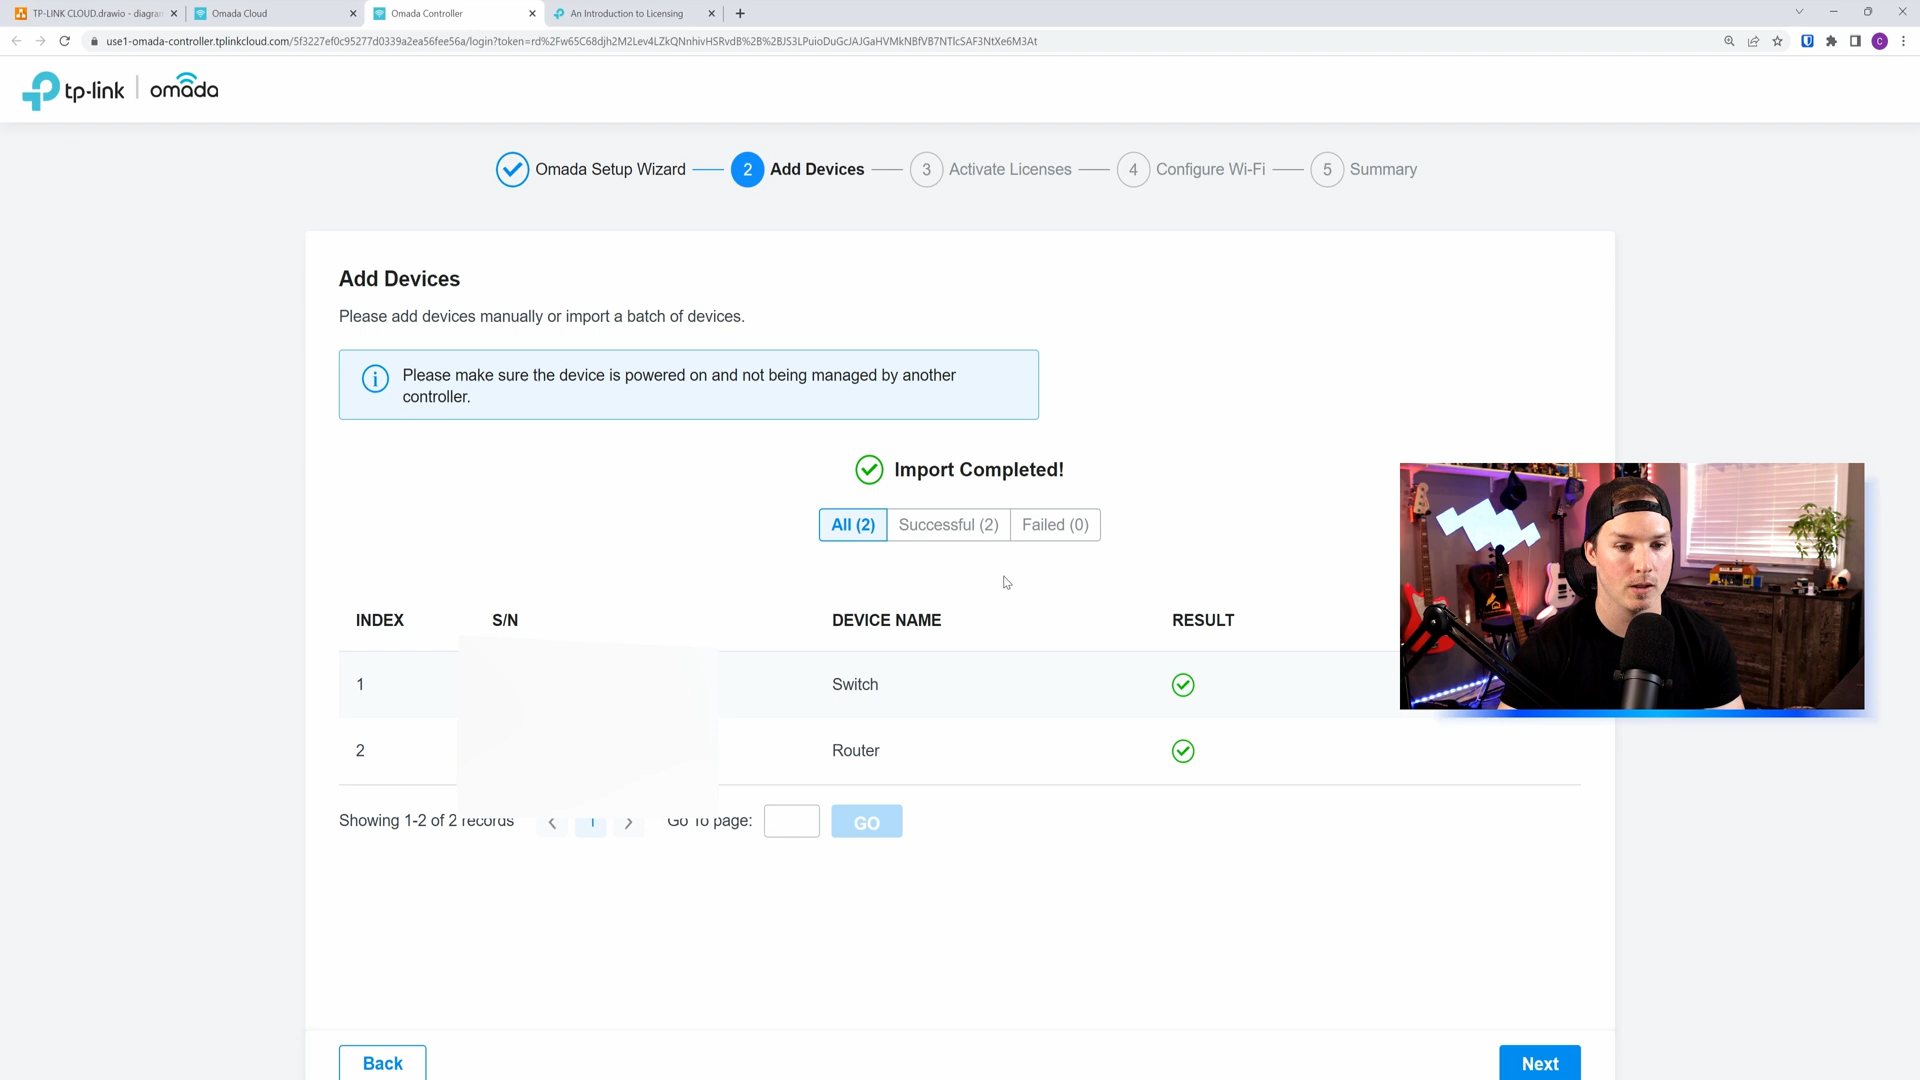 TP-LINK CLOUD.drawio - diagram
Omada Cloud
Omada Controller
An Introduction to Licensing
use1-omada-controller.tplinkcloud.com/5f3227ef0c95277d0339a2ea56fee56a/login?token=rd%2Fw65C68djh2M2Lev4LZkQNnhivHSRvdB%2B%2BJS3LPuioDuGcJAJGaHVMkNBfVB7NTlcSAF3NtXe6M3At
C
tp-link | omada
Omada Setup Wizard
2 Add Devices
3 Activate Licenses
4 Configure Wi-Fi
5 Summary
Add Devices
Please add devices manually or import a batch of devices.
Please make sure the device is powered on and not being managed by another
controller.
Import Completed!
All (2) Successful (2) Failed (0)
INDEX S/N DEVICE NAME RESULT
1 Switch
2 Router
Showing 1-2 of 2 records < 1 > Go To page: GO
Back Next